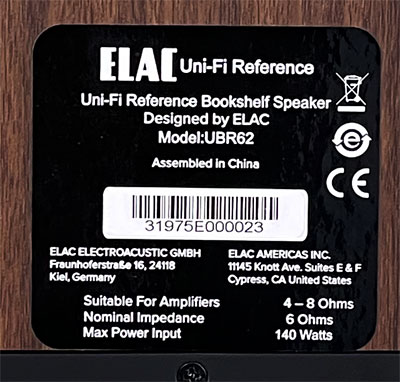 ELAC Uni-Fi Reference
Uni-Fi Reference Bookshelf Speaker
Designed by ELAC
Model:UBR62
Assembled in China
e
CE
31975E000023
ELAC ELECTROACUSTIC GMBH
Fraunhoferstraße 16, 24118
Kiel, Germany
ELAC AMERICAS INC.
11145 Knott Ave. Suites E & F
Cypress, CA United States
Suitable For Amplifiers 4 – 8 Ohms
Nominal Impedance 6 Ohms
Max Power Input 140 Watts